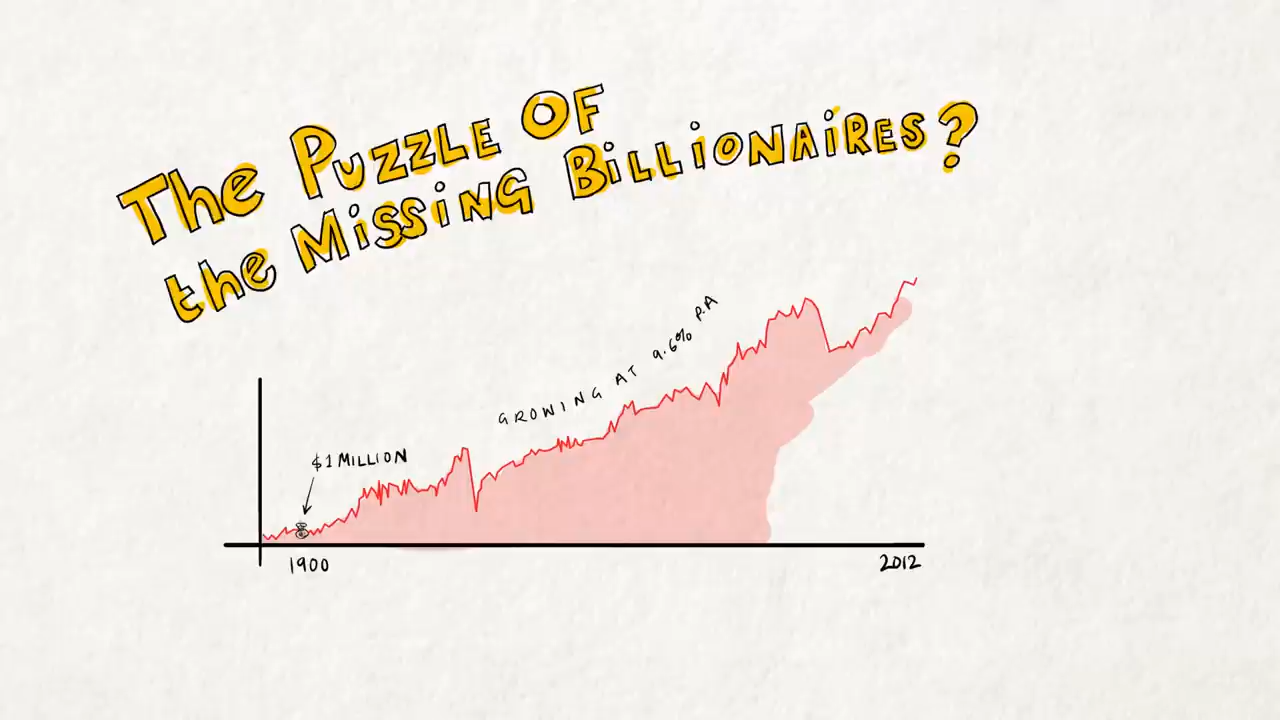 The Puzzle Of
the Missing Billionaires?
GROWING AT 9.6% P.A
$1 MILLION
1900
2012